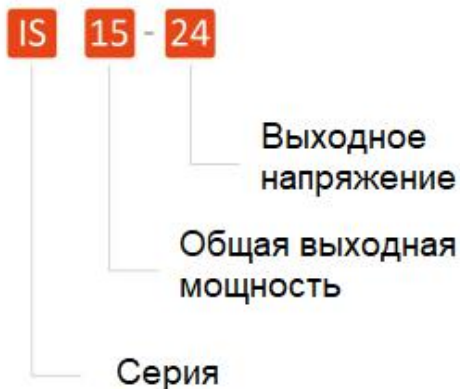 IS 15 - 24
Выходное
напряжение
Общая выходная
мощность
Серия